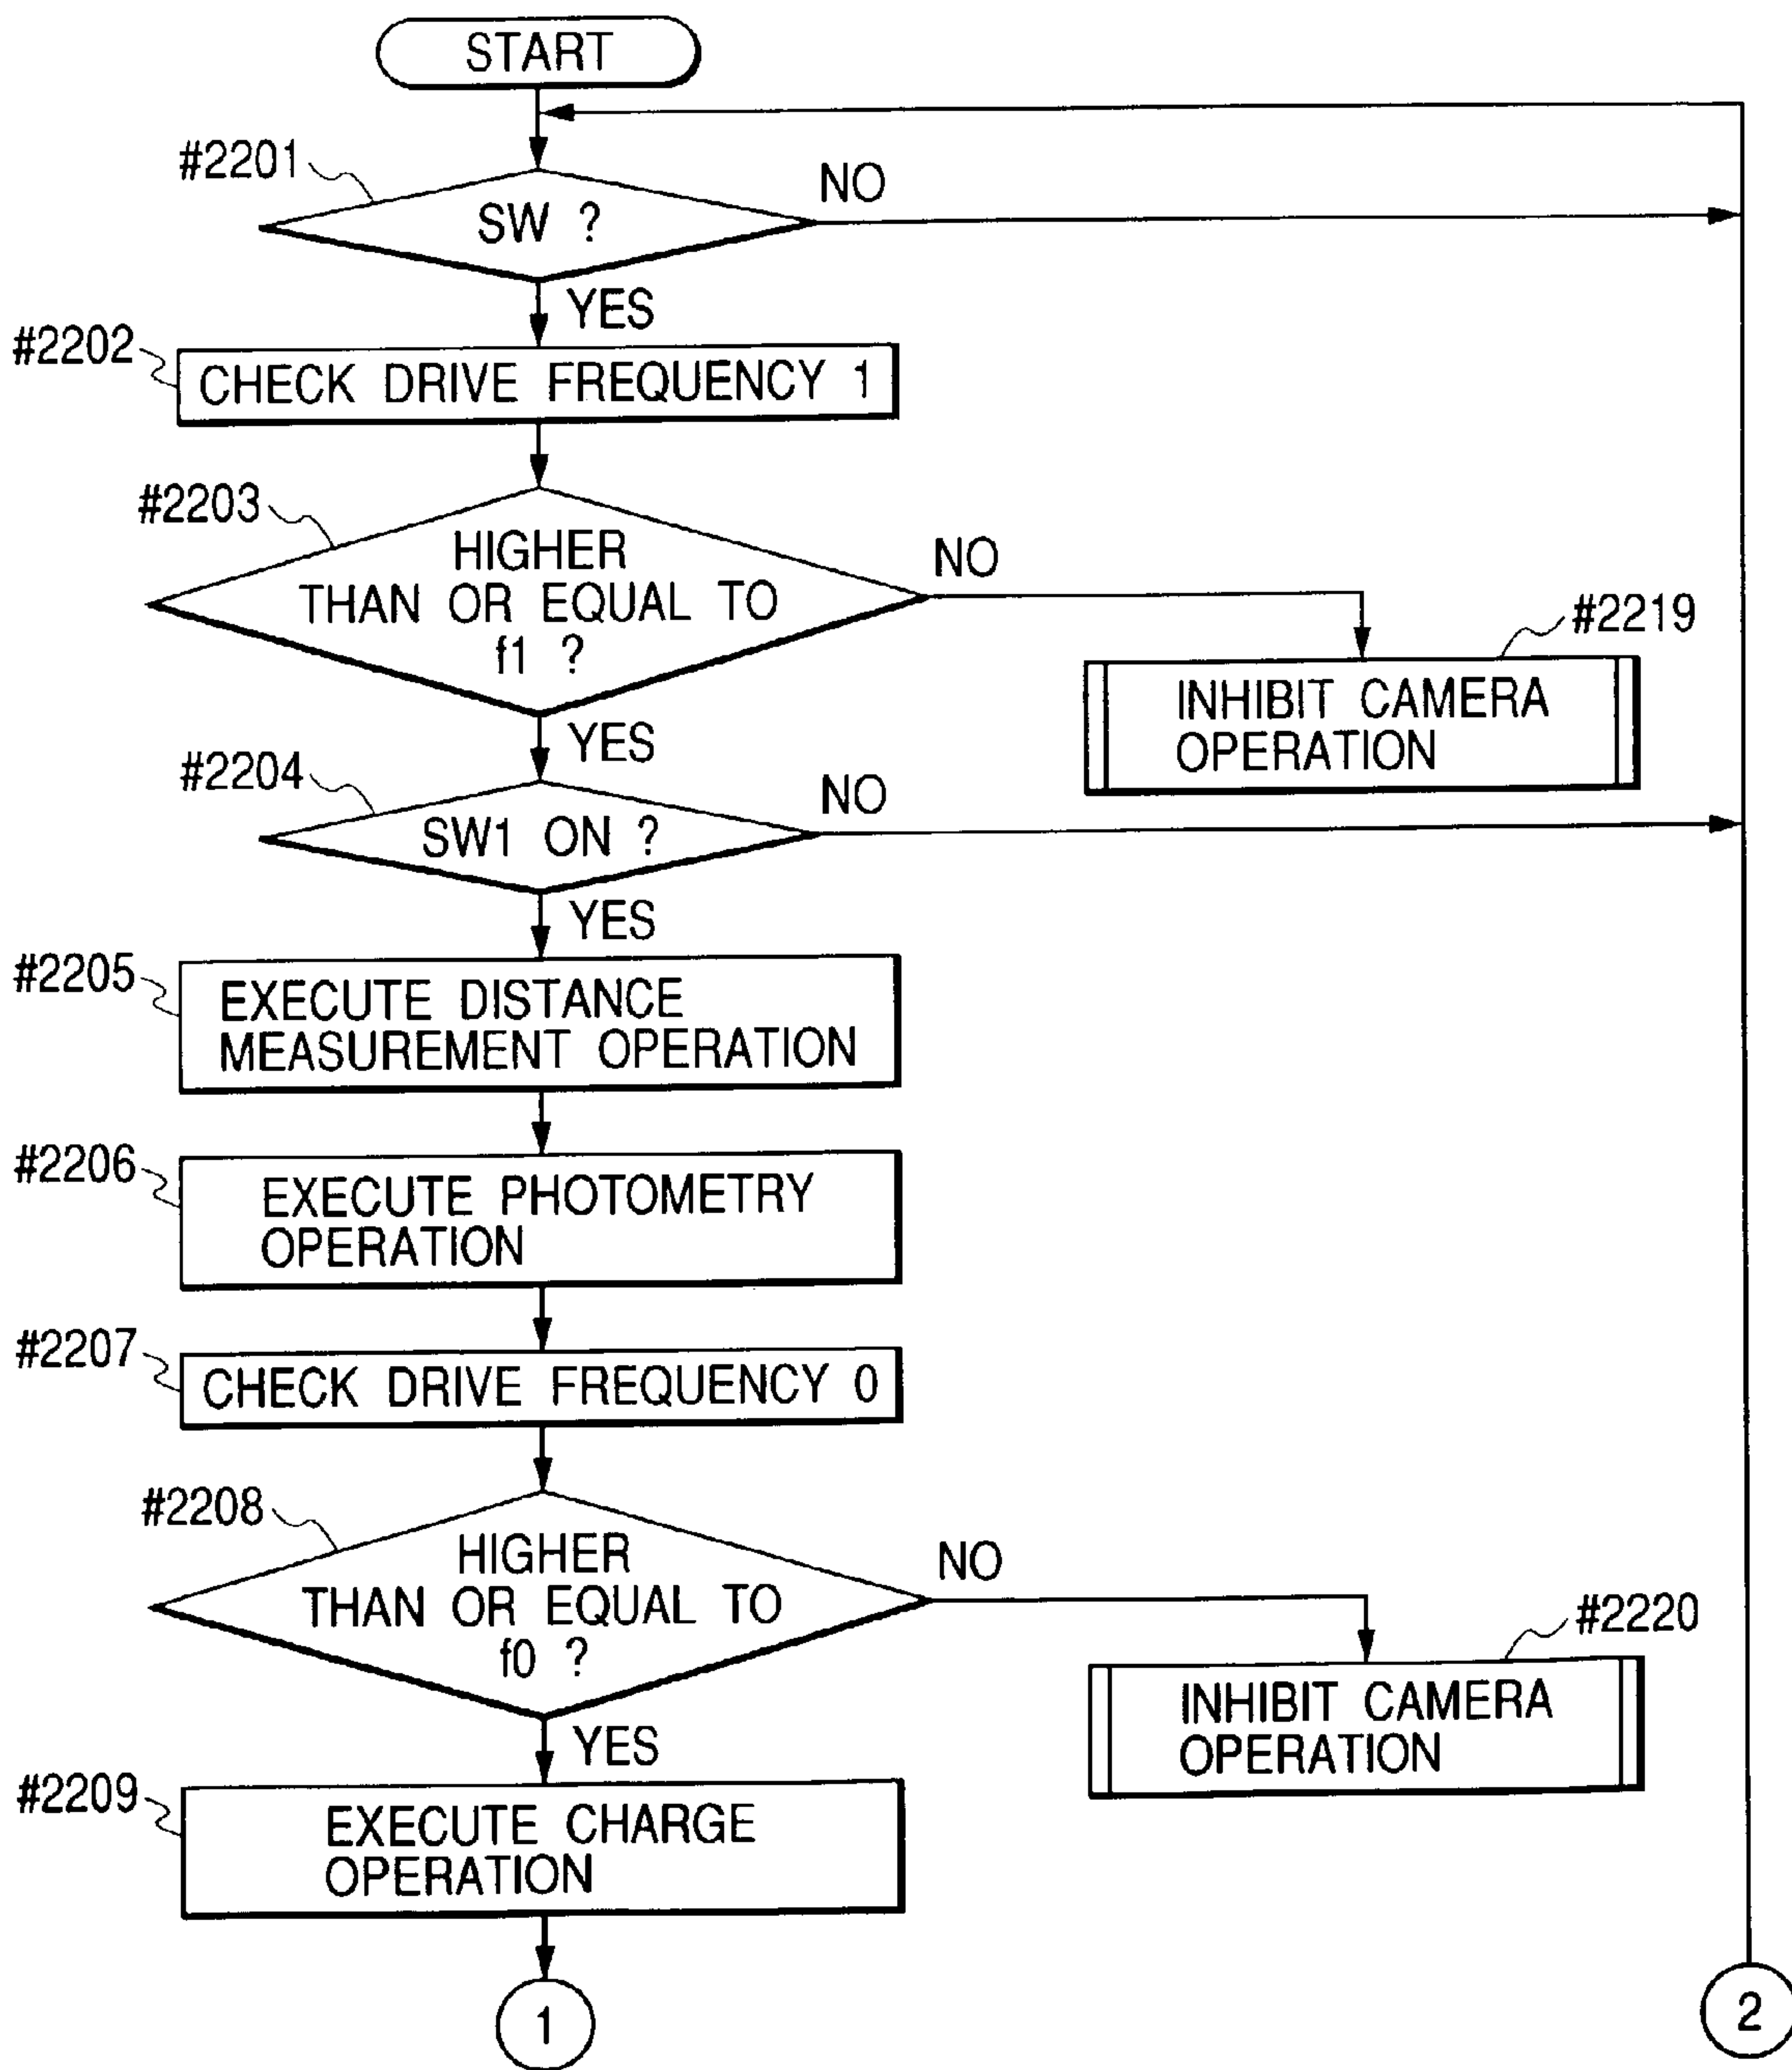 START
#2201
SW ?
NO
YES
#2202
CHECK DRIVE FREQUENCY 1
#2203
HIGHER
THAN OR EQUAL TO
f1 ?
NO
#2219
INHIBIT CAMERA
OPERATION
YES
#2204
SW1 ON ?
NO
YES
#2205
EXECUTE DISTANCE
MEASUREMENT OPERATION
#2206
EXECUTE PHOTOMETRY
OPERATION
#2207
CHECK DRIVE FREQUENCY 0
#2208
HIGHER
THAN OR EQUAL TO
f0 ?
NO
#2220
INHIBIT CAMERA
OPERATION
YES
#2209
EXECUTE CHARGE
OPERATION
1
2